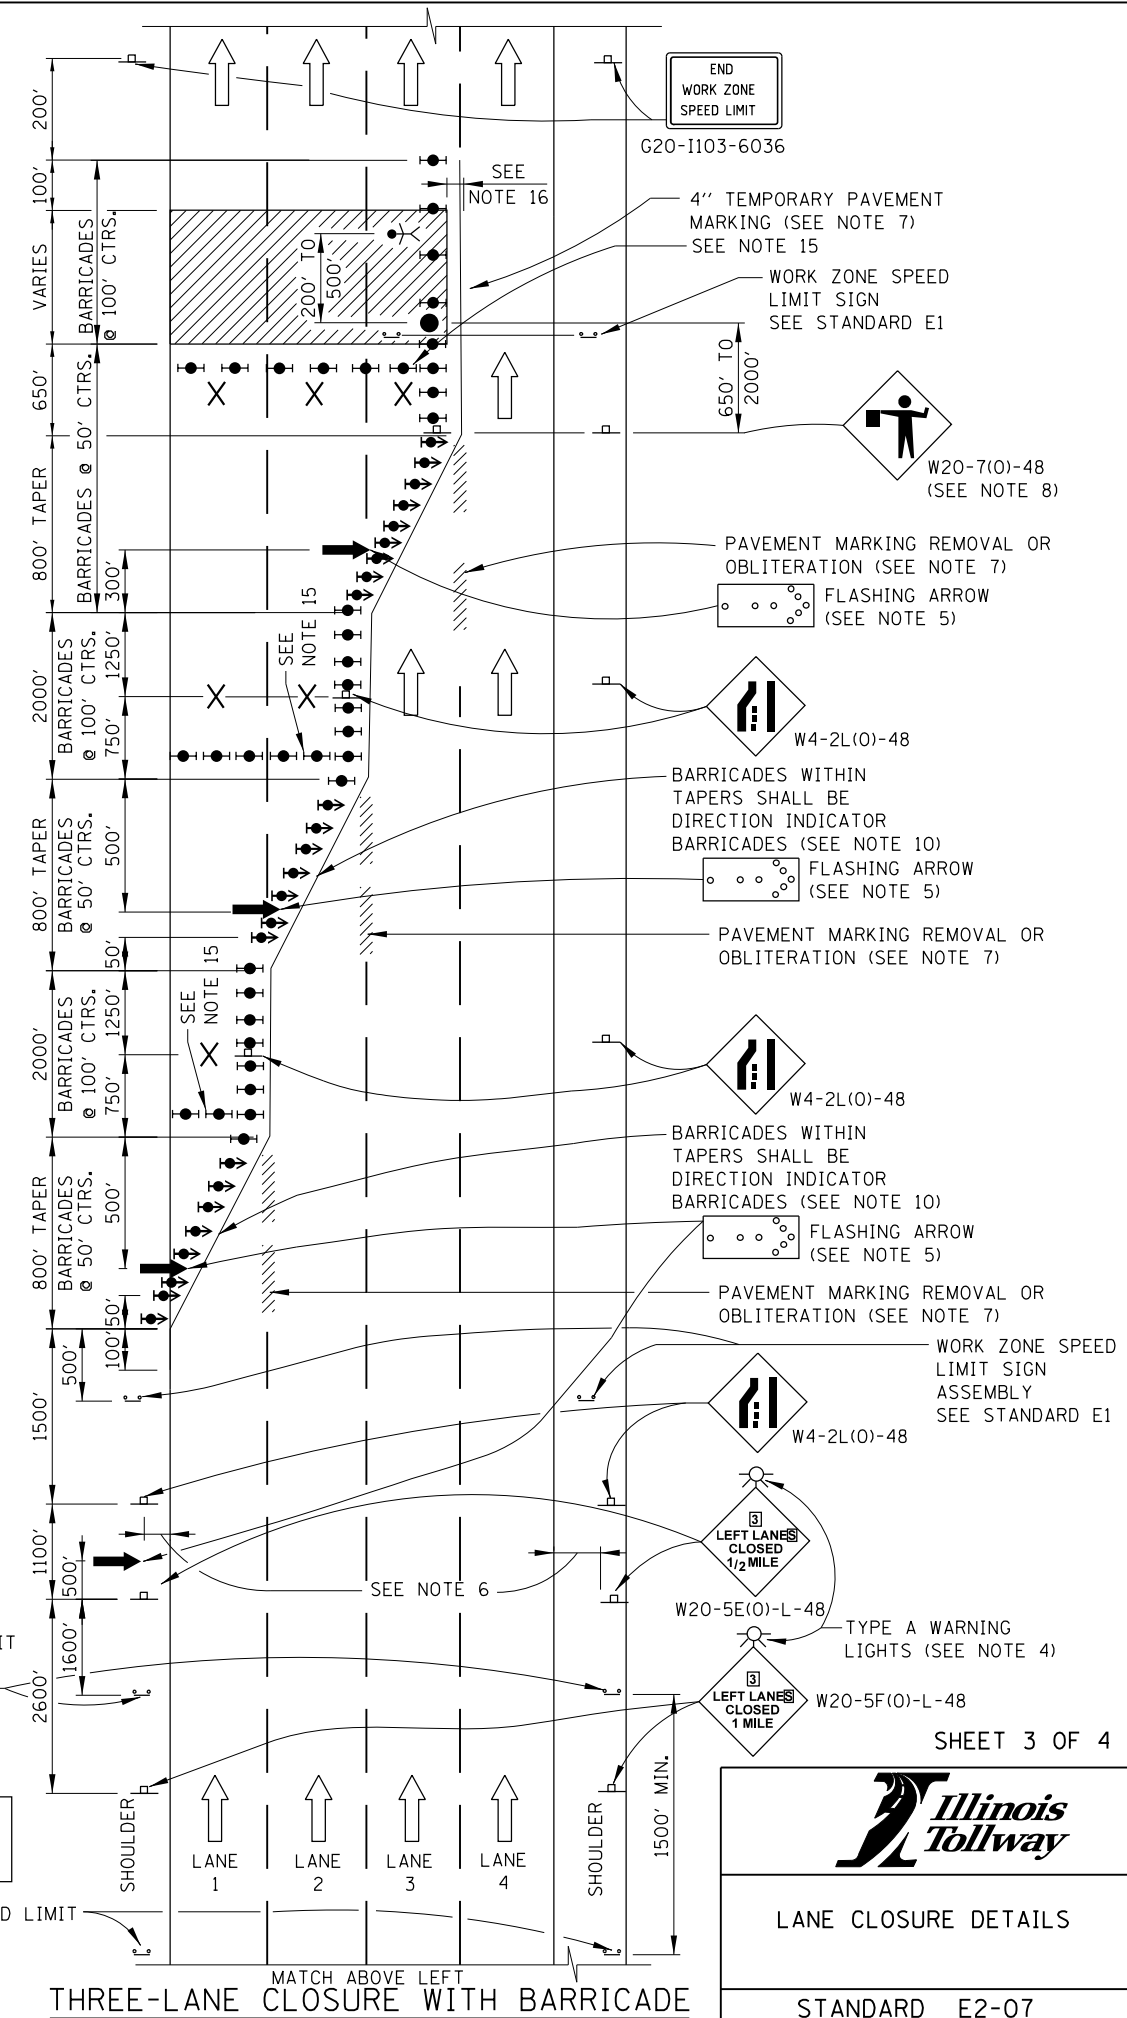 END
WORK ZONE
SPEED LIMIT
G20-I103-6036
200'
100'
VARIES
650'
800' TAPER
2000'
800' TAPER
2000'
800' TAPER
1500'
1100'
2600'
BARRICADES
@ 100' CTRS.
BARRICADES @ 50' CTRS.
300'
1250'
BARRICADES
@ 100' CTRS.
750'
BARRICADES
@ 50' CTRS.
500'
50'
1250'
BARRICADES
@ 100' CTRS.
750'
BARRICADES
@ 50' CTRS.
500'
50'
100'
500'
500'
1600'
SEE
NOTE 16
200' TO
500'
4" TEMPORARY PAVEMENT
MARKING (SEE NOTE 7)
SEE NOTE 15
WORK ZONE SPEED
LIMIT SIGN
SEE STANDARD E1
650' TO
2000'
W20-7(O)-48
(SEE NOTE 8)
PAVEMENT MARKING REMOVAL OR
OBLITERATION (SEE NOTE 7)
FLASHING ARROW
(SEE NOTE 5)
SEE
NOTE 15
W4-2L(O)-48
BARRICADES WITHIN
TAPERS SHALL BE
DIRECTION INDICATOR
BARRICADES (SEE NOTE 10)
FLASHING ARROW
(SEE NOTE 5)
PAVEMENT MARKING REMOVAL OR
OBLITERATION (SEE NOTE 7)
SEE
NOTE 15
W4-2L(O)-48
BARRICADES WITHIN
TAPERS SHALL BE
DIRECTION INDICATOR
BARRICADES (SEE NOTE 10)
FLASHING ARROW
(SEE NOTE 5)
PAVEMENT MARKING REMOVAL OR
OBLITERATION (SEE NOTE 7)
WORK ZONE SPEED
LIMIT SIGN
ASSEMBLY
SEE STANDARD E1
W4-2L(O)-48
3
LEFT LANES
CLOSED
1/2 MILE
W20-5E(O)-L-48
SEE NOTE 6
TYPE A WARNING
LIGHTS (SEE NOTE 4)
3
LEFT LANES
CLOSED
1 MILE
W20-5F(O)-L-48
IT
D LIMIT
SHOULDER
LANE
1
LANE
2
LANE
3
LANE
4
SHOULDER
1500' MIN.
MATCH ABOVE LEFT
THREE-LANE CLOSURE WITH BARRICADE
SHEET 3 OF 4
Illinois
Tollway
LANE CLOSURE DETAILS
STANDARD E2-07